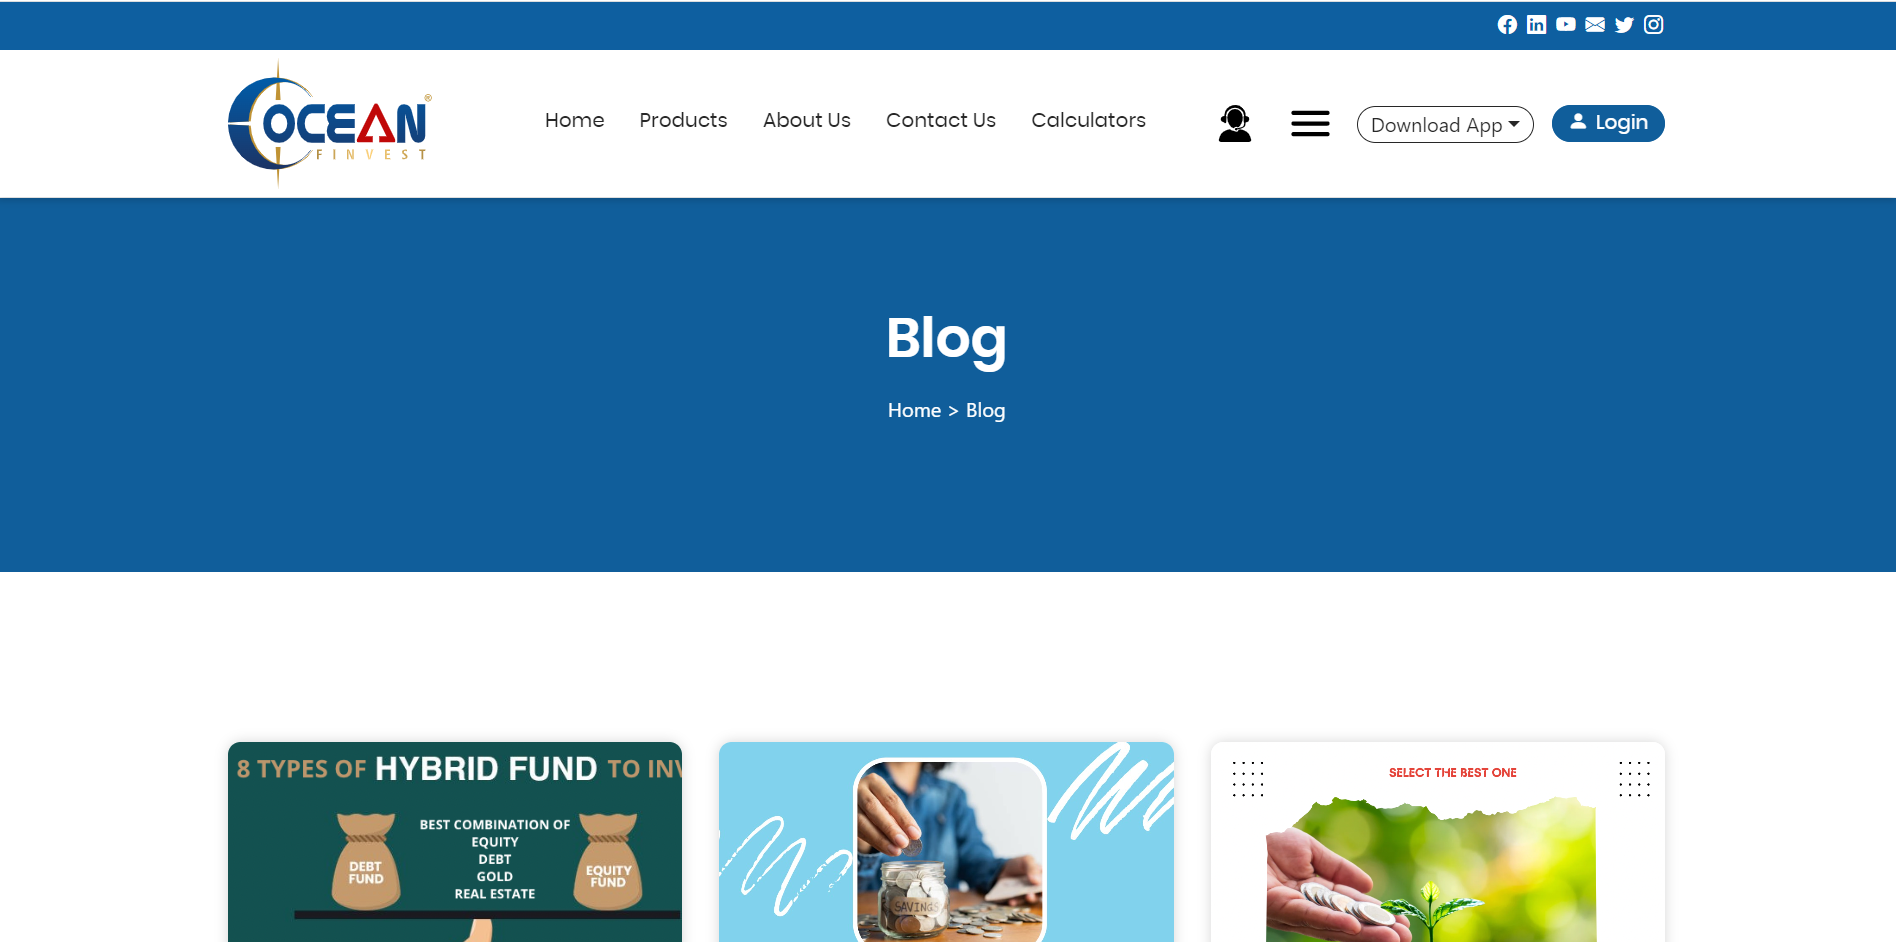 OCEAN®
FINVEST
Home Products About Us Contact Us Calculators
Download App
Login
Blog
Home > Blog
8 TYPES OF HYBRID FUND TO INV
BEST COMBINATION OF
EQUITY
DEBT
GOLD
REAL ESTATE
DEBT
FUND
EQUITY
FUND
SAVINGS
SELECT THE BEST ONE